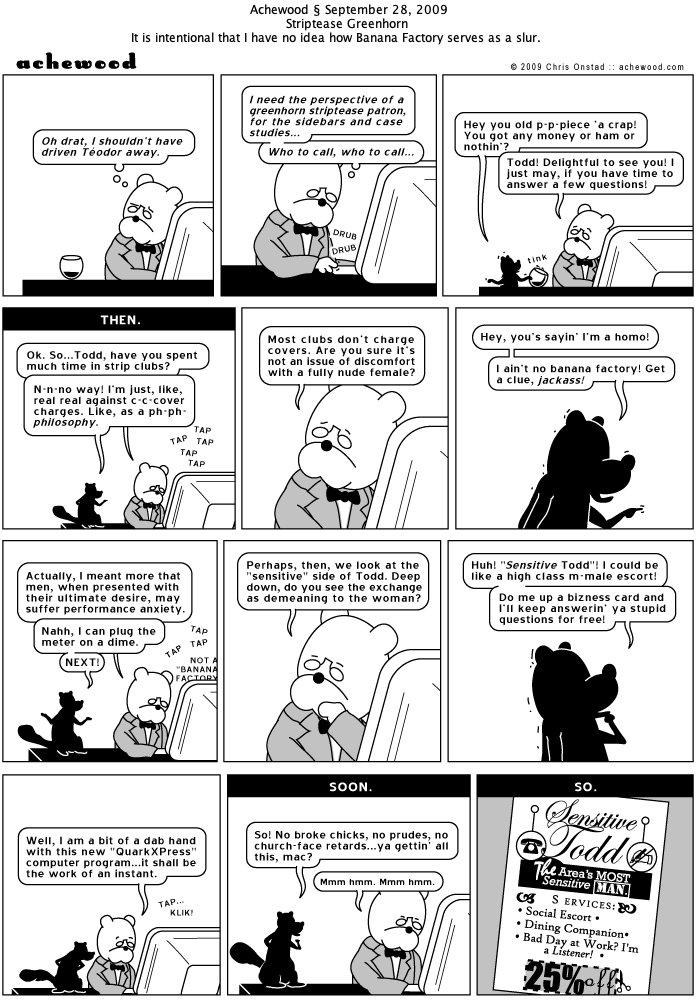 Achewood § September 28, 2009
Striptease Greenhorn
It is intentional that I have no idea how Banana Factory serves as a slur.
achewood
© 2009 Chris Onstad :: achewood.com
Oh drat, I shouldn't have
driven Téodor away.
I need the perspective of a
greenhorn striptease patron,
for the sidebars and case
studies...
Who to call, who to call...
DRUB
DRUB
Hey you old p-p-piece 'a crap!
You got any money or ham or
nothin'?
Todd! Delightful to see you! I
just may, if you have time to
answer a few questions!
tink
THEN.
Ok. So...Todd, have you spent
much time in strip clubs?
N-n-no way! I'm just, like,
real real against c-c-cover
charges. Like, as a ph-ph-
philosophy.
TAP
TAP TAP
TAP
TAP
Most clubs don't charge
covers. Are you sure it's
not an issue of discomfort
with a fully nude female?
Hey, you's sayin' I'm a homo!
I ain't no banana factory! Get
a clue, jackass!
Actually, I meant more that
men, when presented with
their ultimate desire, may
suffer performance anxiety.
Nahh, I can plug the
meter on a dime.
NEXT!
TAP
TAP TAP
NOT A
"BANANA
FACTORY
Perhaps, then, we look at the
"sensitive" side of Todd. Deep
down, do you see the exchange
as demeaning to the woman?
Huh! "Sensitive Todd"! I could be
like a high class m-male escort!
Do me up a bizness card and
I'll keep answerin' ya stupid
questions for free!
Well, I am a bit of a dab hand
with this new "QuarkXPress"
computer program...it shall be
the work of an instant.
TAP...
KLIK!
SOON.
So! No broke chicks, no prudes, no
church-face retards...ya gettin' all
this, mac?
Mmm hmm. Mmm hmm.
SO.
Sensitive
Todd
The Area's MOST
Sensitive MAN.
SERVICES:
• Social Escort •
• Dining Companion•
• Bad Day at Work? I'm
a Listener! •
25% off